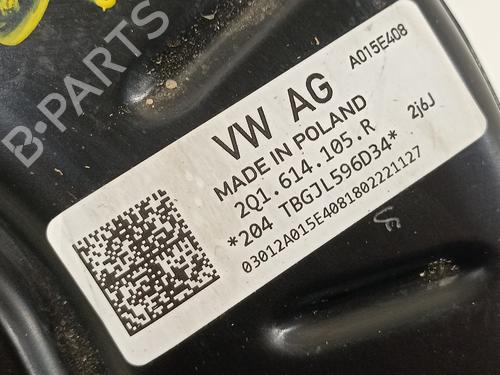 A015E408
VW AG
MADE IN POLAND
2Q1.614.105.R
2j6J
*204 TBGJL596D34*
03012A015E4081802221127
B-PARTS